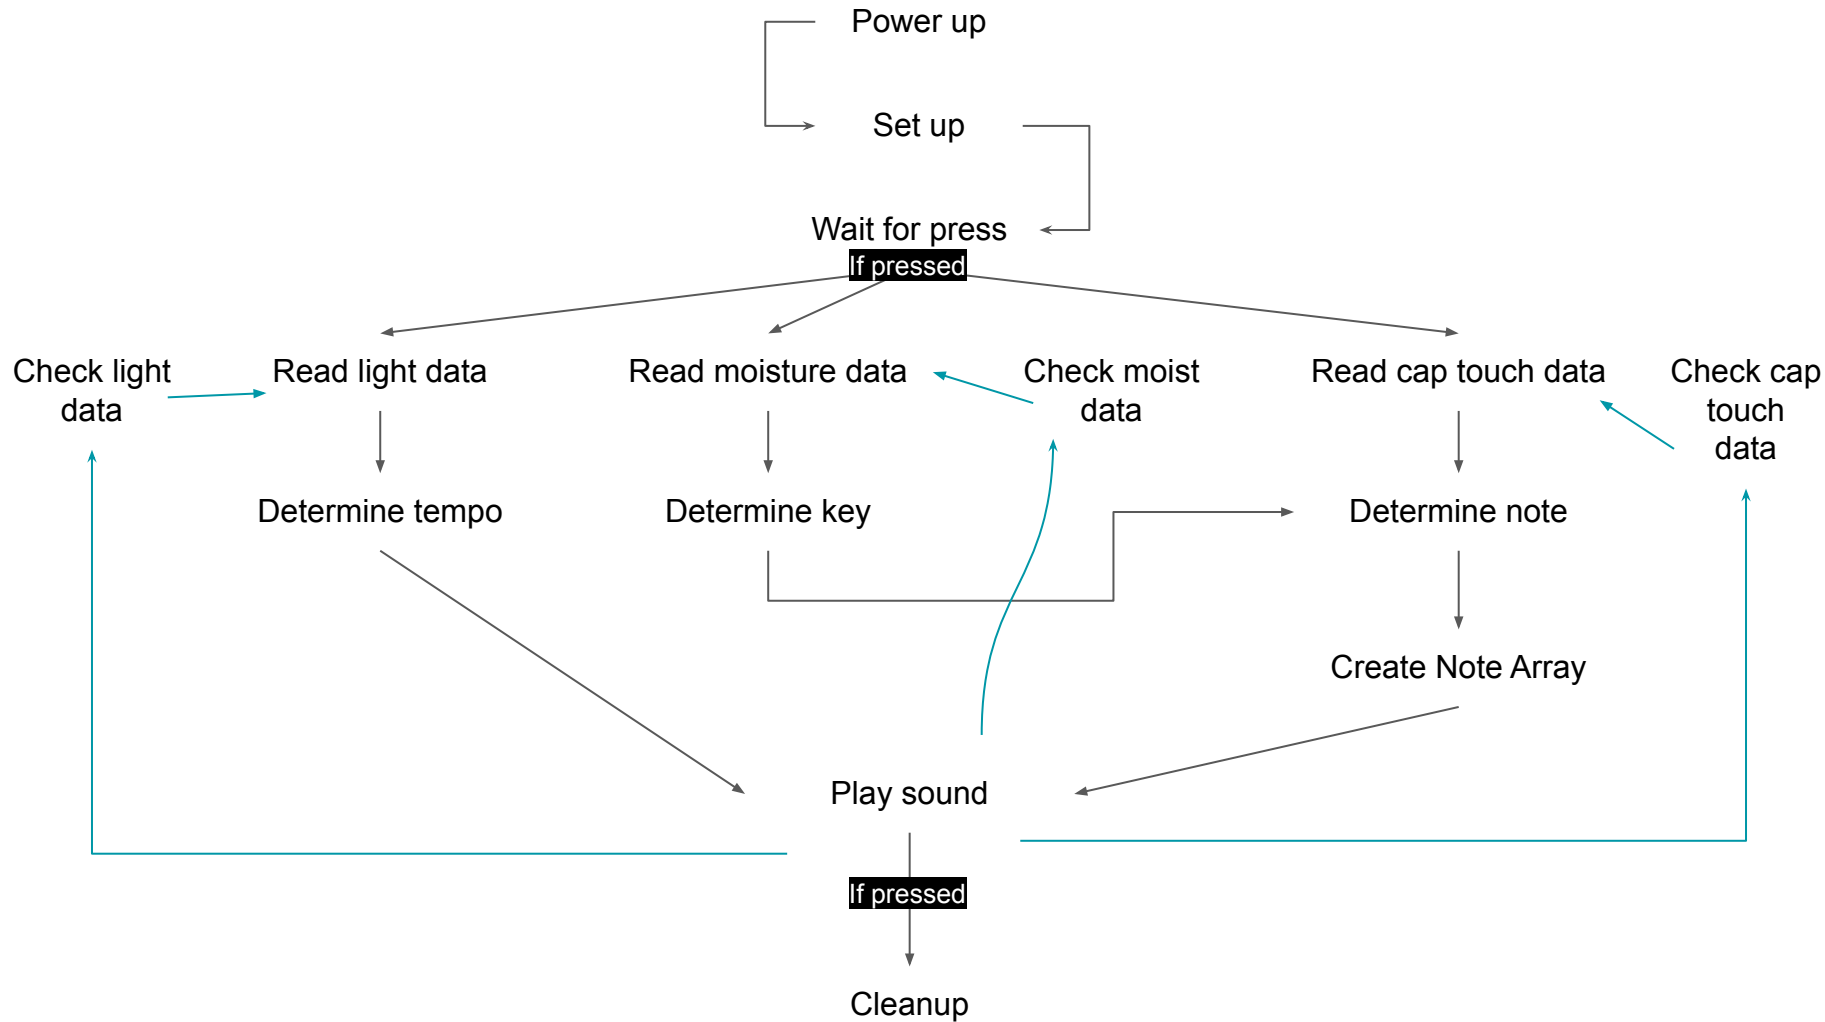 Power up
Set up
Wait for press
If pressed
Check light
data
Read light data
Read moisture data
Check moist
data
Read cap touch data
Check cap
touch
data
Determine tempo
Determine key
Determine note
Create Note Array
Play sound
If pressed
Cleanup